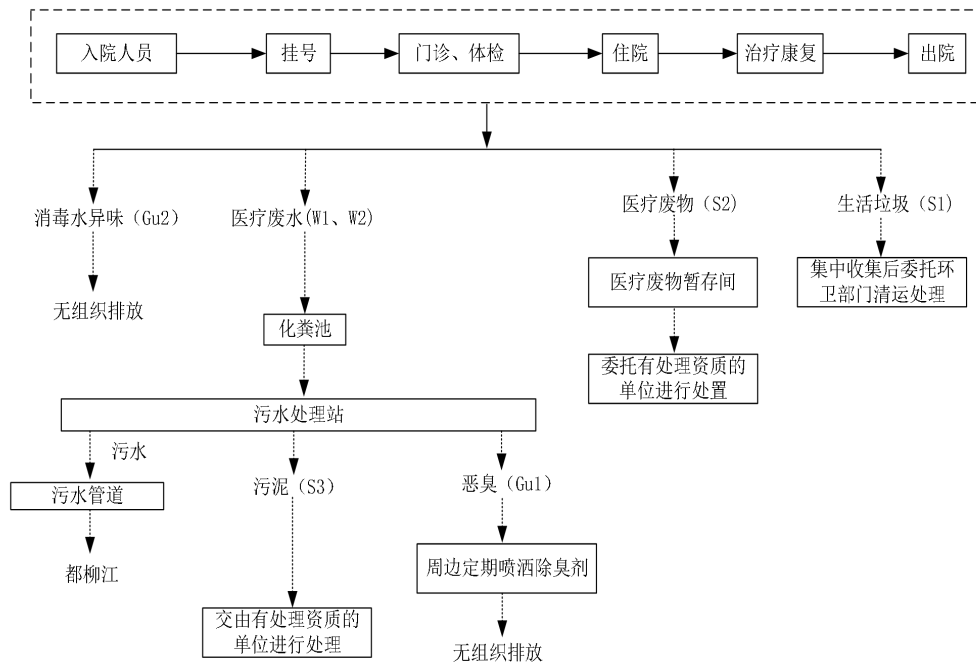 入院人员
挂号
门诊、体检
住院
治疗康复
出院
消毒水异味（Gu2）
医疗废水(W1、W2)
医疗废物（S2）
生活垃圾（S1）
无组织排放
医疗废物暂存间
集中收集后委托环
卫部门清运处理
化粪池
委托有处理资质的
单位进行处置
污水处理站
污水
污泥（S3）
恶臭（Gu1）
污水管道
都柳江
周边定期喷洒除臭剂
交由有处理资质的
单位进行处理
无组织排放